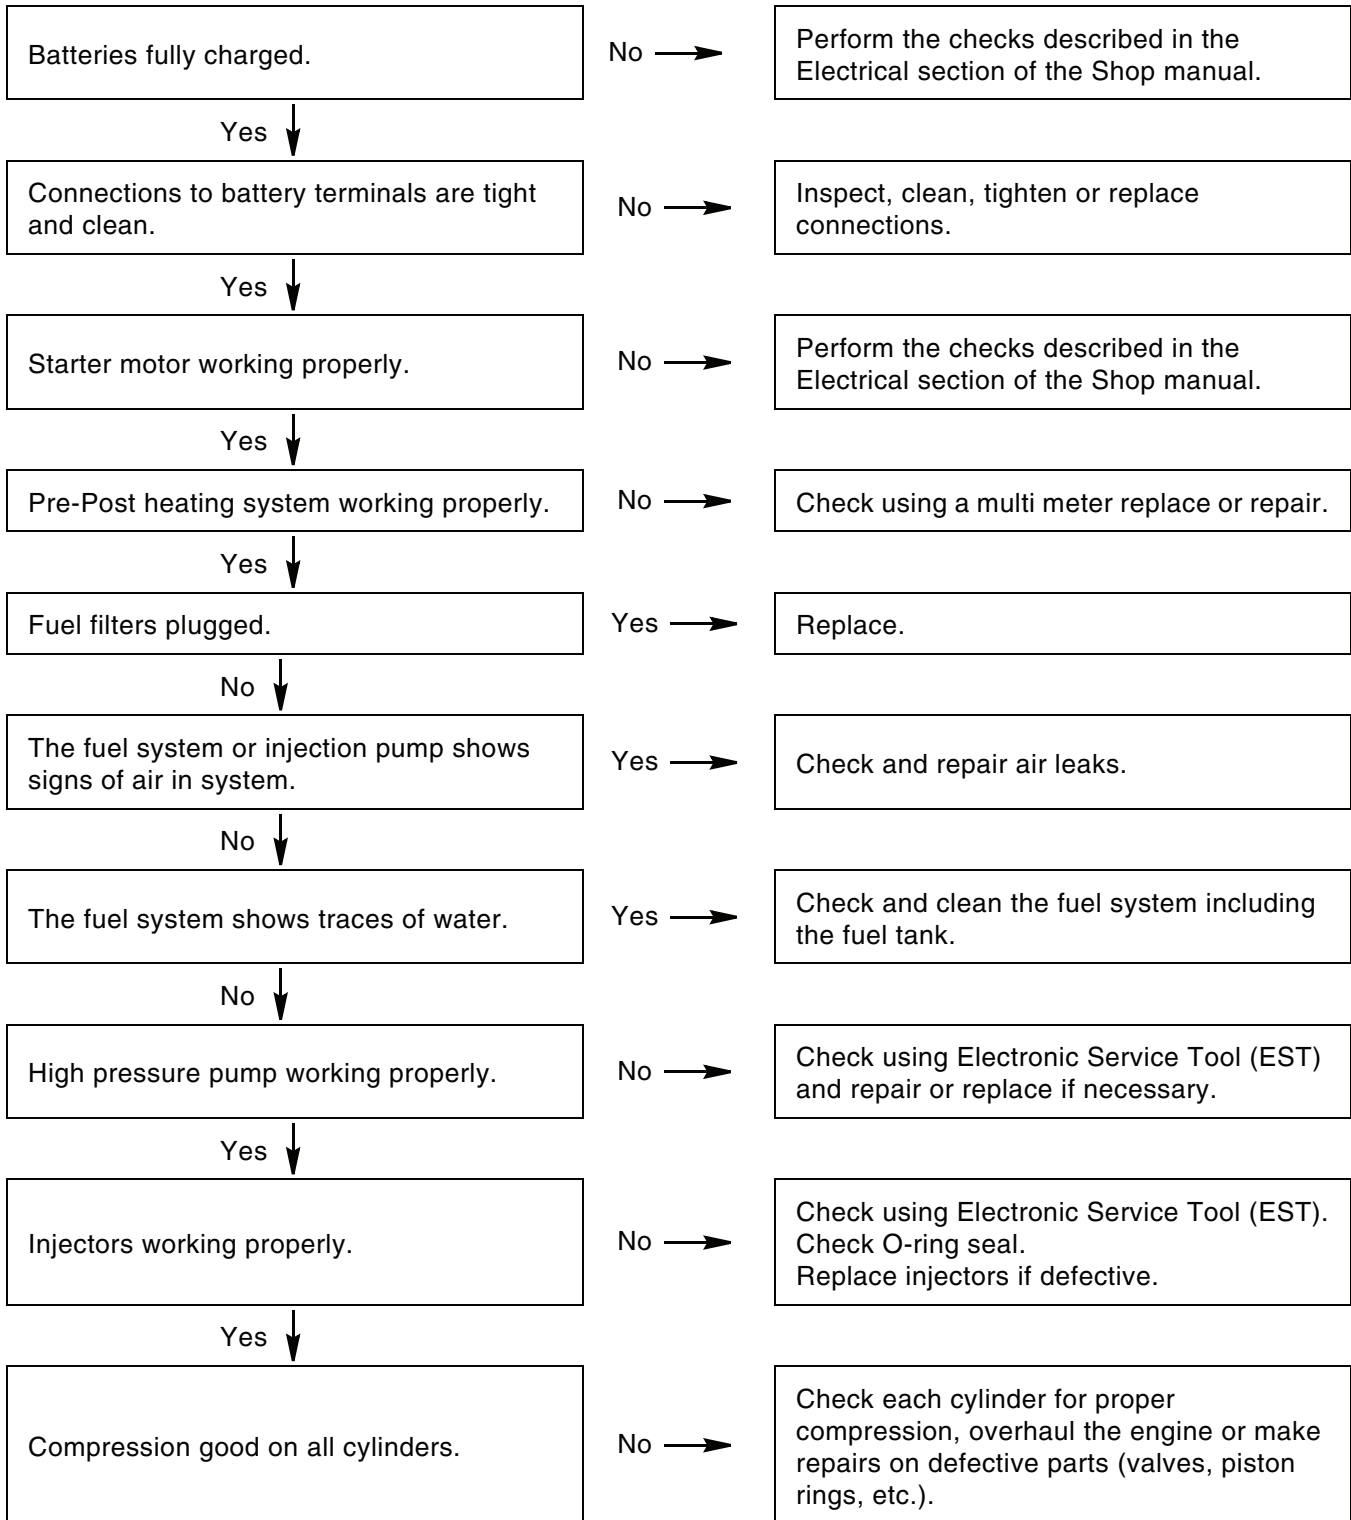 Batteries fully charged.
No
Perform the checks described in the
Electrical section of the Shop manual.
Yes
Connections to battery terminals are tight
and clean.
No
Inspect, clean, tighten or replace
connections.
Yes
Starter motor working properly.
No
Perform the checks described in the
Electrical section of the Shop manual.
Yes
Pre-Post heating system working properly.
No
Check using a multi meter replace or repair.
Yes
Fuel filters plugged.
Yes
Replace.
No
The fuel system or injection pump shows
signs of air in system.
Yes
Check and repair air leaks.
No
The fuel system shows traces of water.
Yes
Check and clean the fuel system including
the fuel tank.
No
High pressure pump working properly.
No
Check using Electronic Service Tool (EST)
and repair or replace if necessary.
Yes
Injectors working properly.
No
Check using Electronic Service Tool (EST).
Check O-ring seal.
Replace injectors if defective.
Yes
Compression good on all cylinders.
No
Check each cylinder for proper
compression, overhaul the engine or make
repairs on defective parts (valves, piston
rings, etc.).